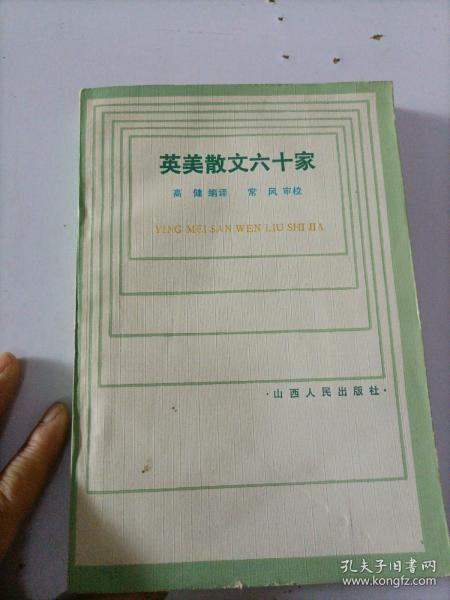 英美散文六十家
高健编译 常风审校
YING MEI SAN WEN LIU SHI JIA
·山西人民出版社·
孔夫子旧书网
www.kongfz.com